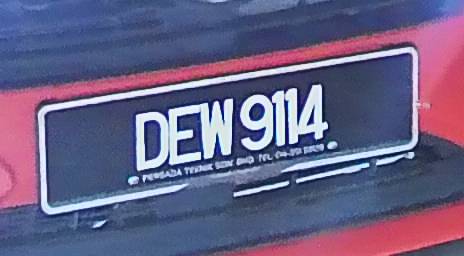 DEW 9114
PERSADA TEKNIK SDN BHD TEL